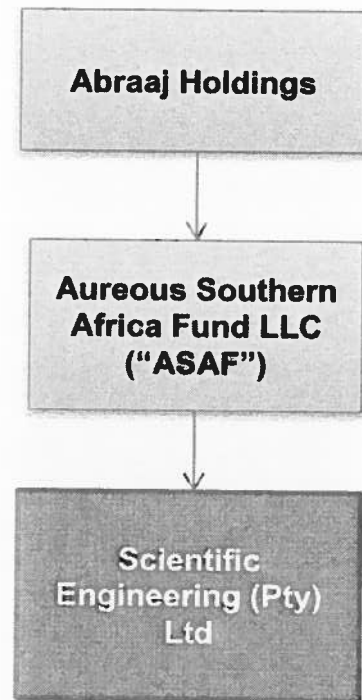 Abraaj Holdings
Aureous Southern
Africa Fund LLC
("ASAF")
Scientific
Engineering (Pty)
Ltd